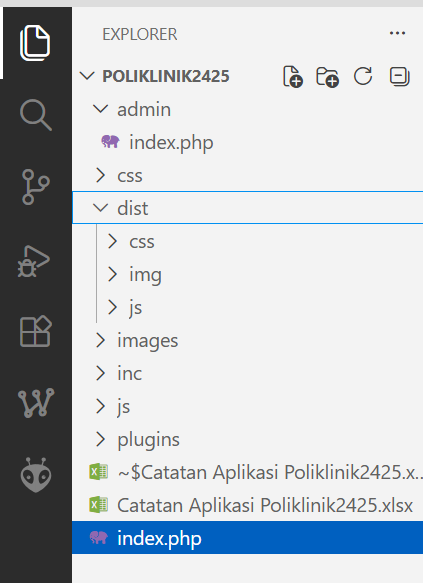 EXPLORER
POLIKLINIK2425
admin
index.php
css
dist
css
img
js
images
inc
js
plugins
~$Catatan Aplikasi Poliklinik2425.x...
Catatan Aplikasi Poliklinik2425.xlsx
index.php